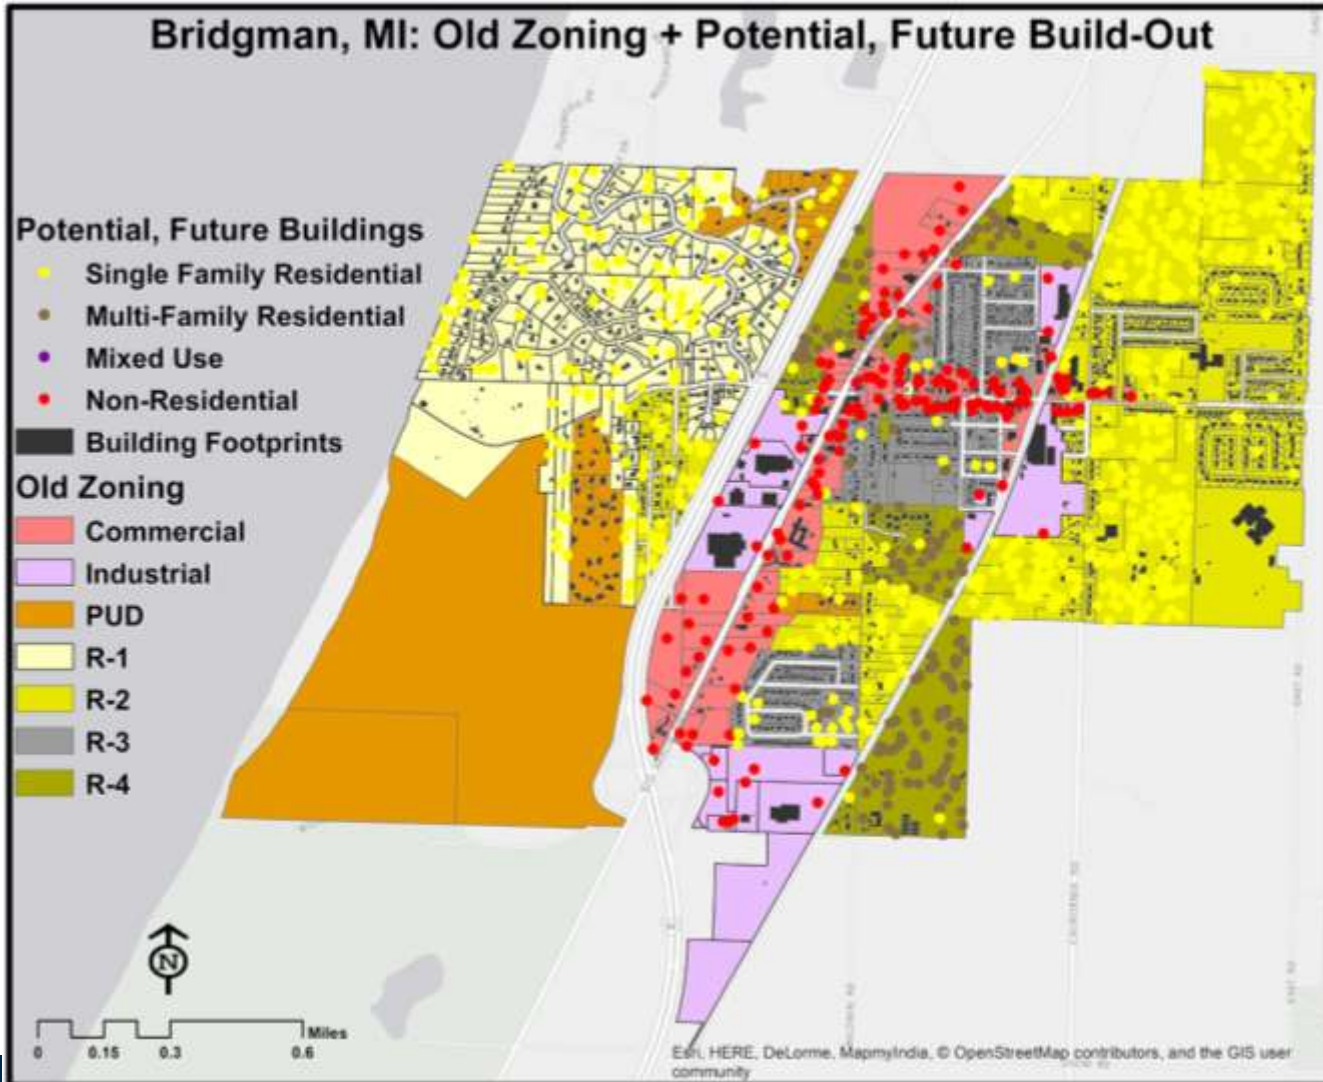 Bridgman, MI: Old Zoning + Potential, Future Build-Out
Potential, Future Buildings
Single Family Residential
Multi-Family Residential
Mixed Use
Non-Residential
Building Footprints
Old Zoning
Commercial
Industrial
PUD
R-1
R-2
R-3
R-4
N
Miles
0 0.15 0.3 0.6
Esri, HERE, DeLorme, MapmyIndia, © OpenStreetMap contributors, and the GIS user
community